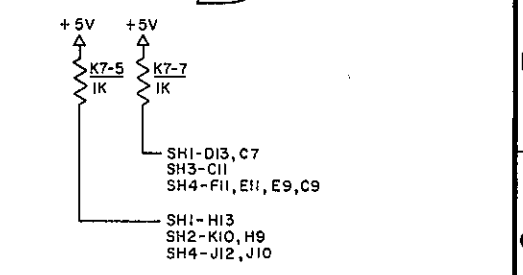 +5V +5V
K7-5 K7-7
1K 1K
SH1-D13, C7
SH3-C11
SH4-F11, E11, E9, C9
SH1-H13
SH2-K10, H9
SH4-J12, J10